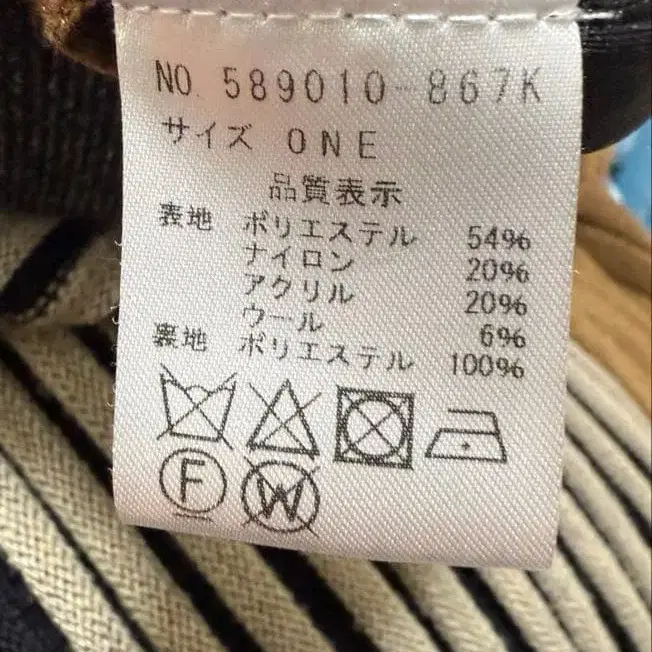 NO. 589010-867K
サイズ ONE
品質表示
表地 ポリエステル 54%
ナイロン 20%
アクリル 20%
ウール 6%
裏地 ポリエステル 100%
F W